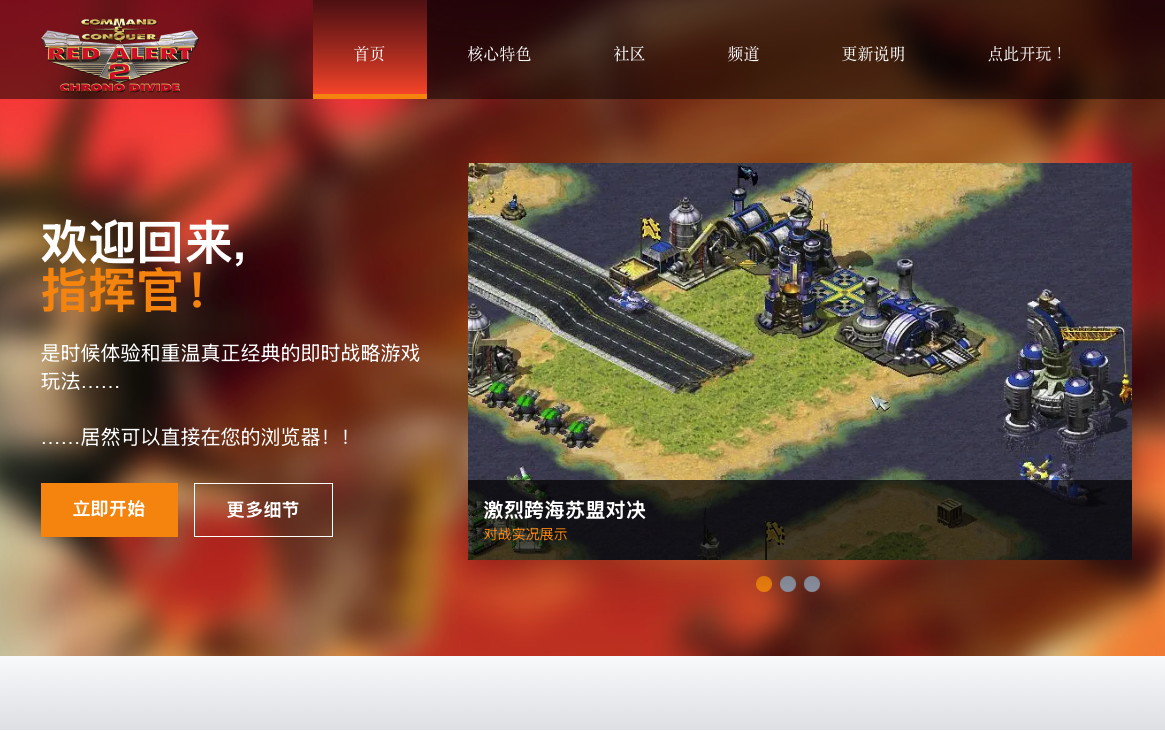 COMMAND
&
CONQUER
RED ALERT
2
CHRONO DIVIDE
首页
核心特色
社区
频道
更新说明
点此开玩！
欢迎回来,
指挥官！
是时候体验和重温真正经典的即时战略游戏
玩法……
……居然可以直接在您的浏览器！！
立即开始
更多细节
激烈跨海苏盟对决
对战实况展示